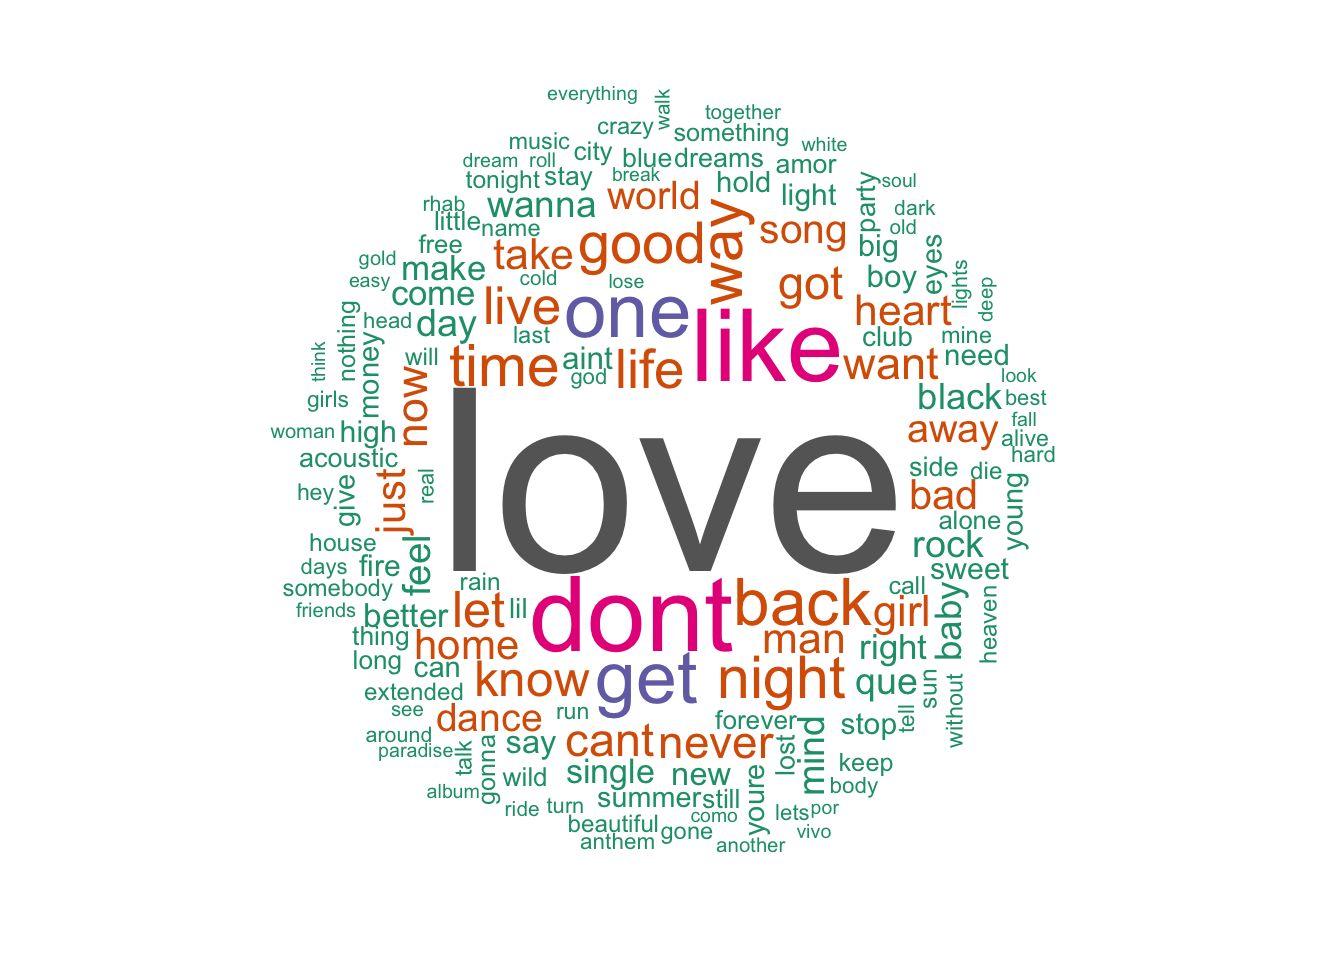 everything
walk
together
crazy
something
music
city
white
dream
roll
blue
dreams
amor
tonight
stay
break
hold
light
party
soul
rhab
wanna
world
way
song
dark
little
name
old
free
take
good
big
eyes
gold
make
cold
lose
got
boy
lights
easy
come
live
one
like
heart
deep
head
day
last
club
mine
nothing
think
money
will
time
aint
life
want
need
god
look
girls
now
black
best
woman
high
love
away
fall
alive
acoustic
side
die
hard
hey
give
just
real
bad
young
alone
house
rock
days
fire
feel
sweet
somebody
rain
dont
back
call
friends
better
let
lil
girl
baby
heaven
thing
home
man
right
long
can
know
get
night
que
sun
extended
without
see
dance
run
forever
stop
tell
around
paradise
talk
gonna
say
cant
never
lost
mind
keep
wild
single
new
youre
body
album
summer
still
ride
turn
como
lets
por
beautiful
gone
vivo
anthem
another